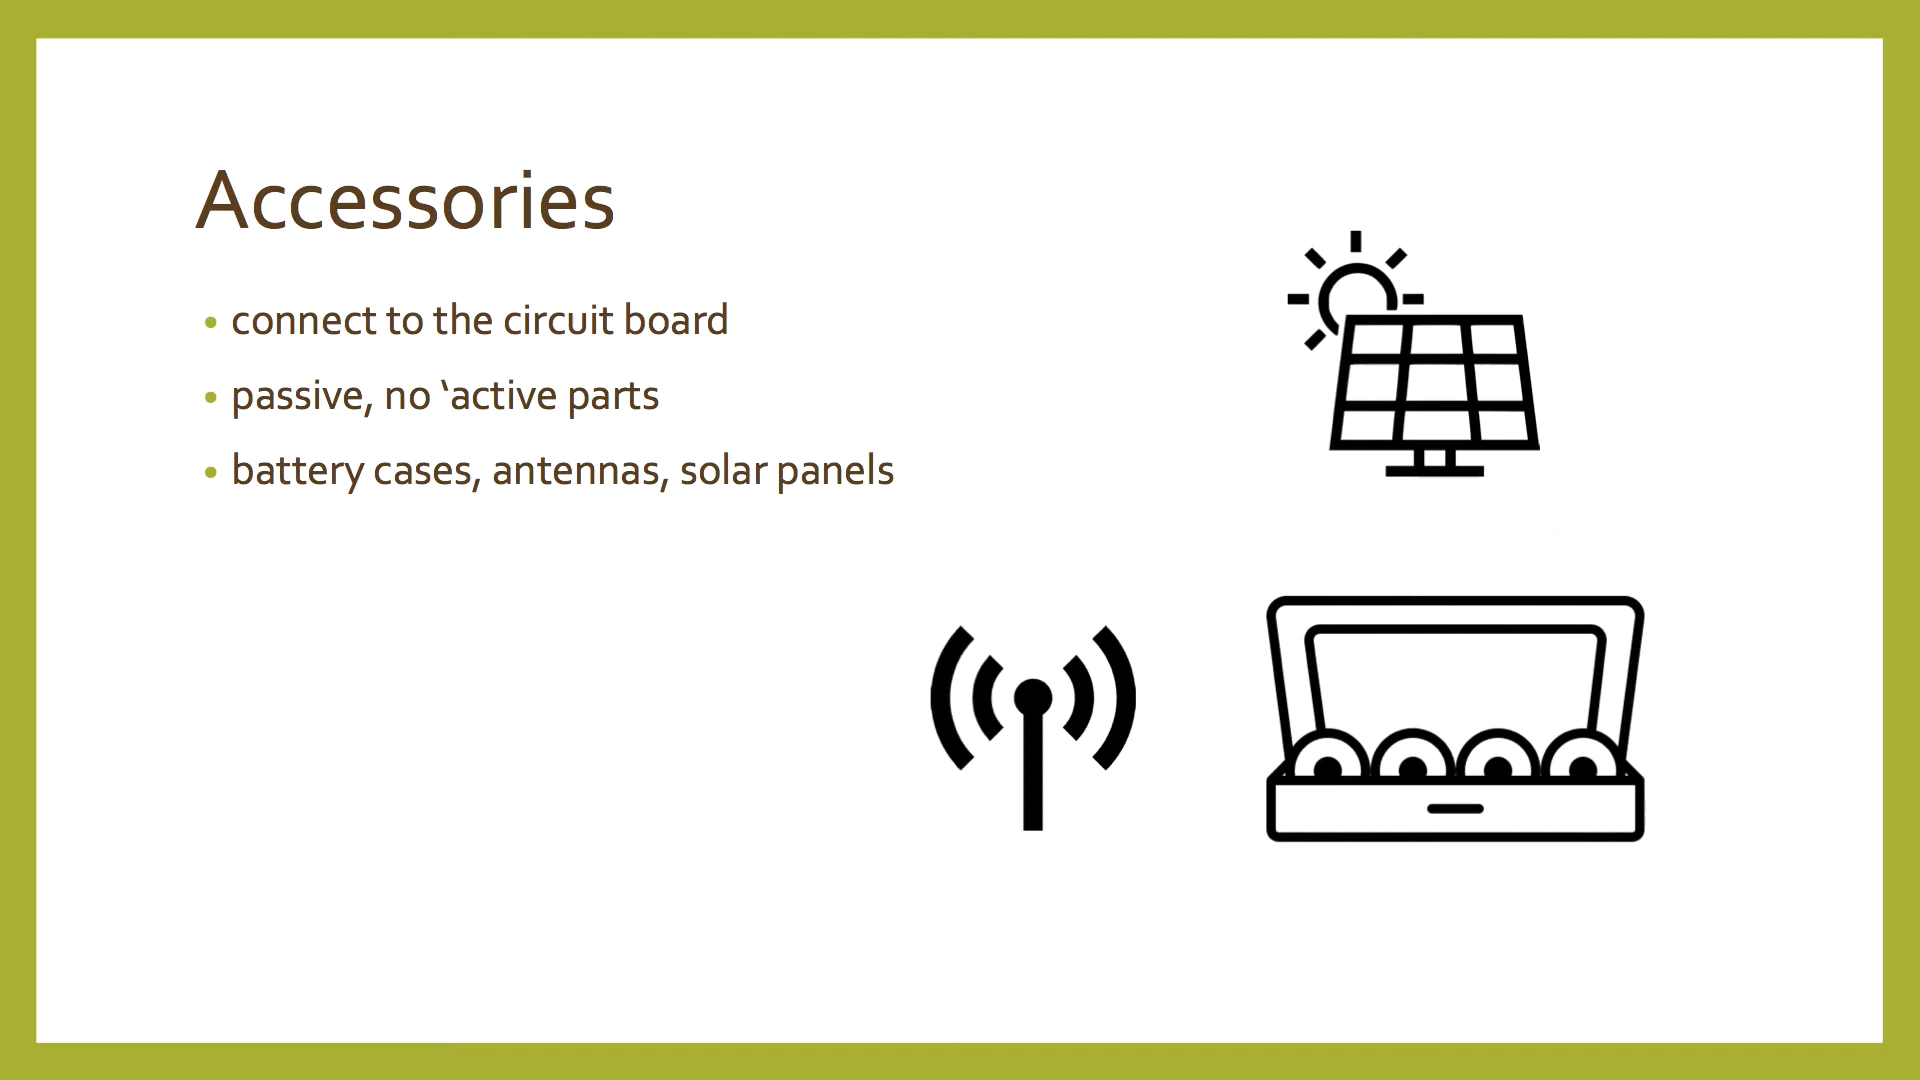 Accessories
• connect to the circuit board
• passive, no ‘active parts
• battery cases, antennas, solar panels